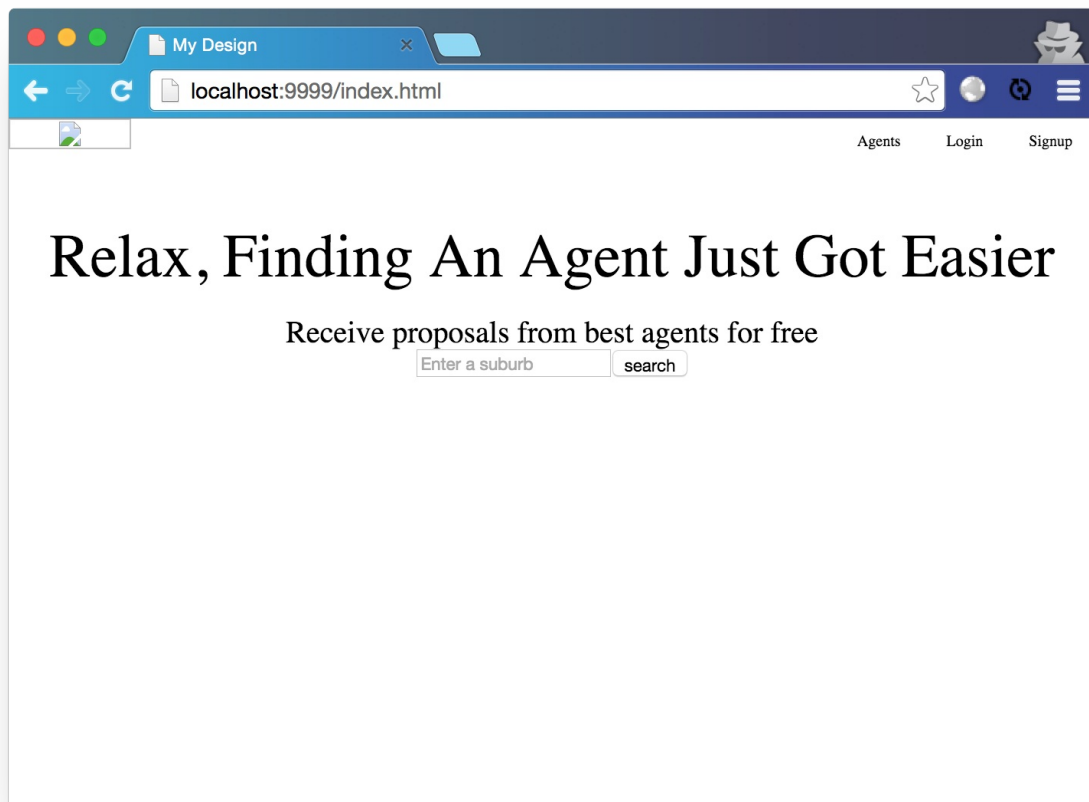 My Design
localhost:9999/index.html
Agents Login Signup
Relax, Finding An Agent Just Got Easier
Receive proposals from best agents for free
Enter a suburb search